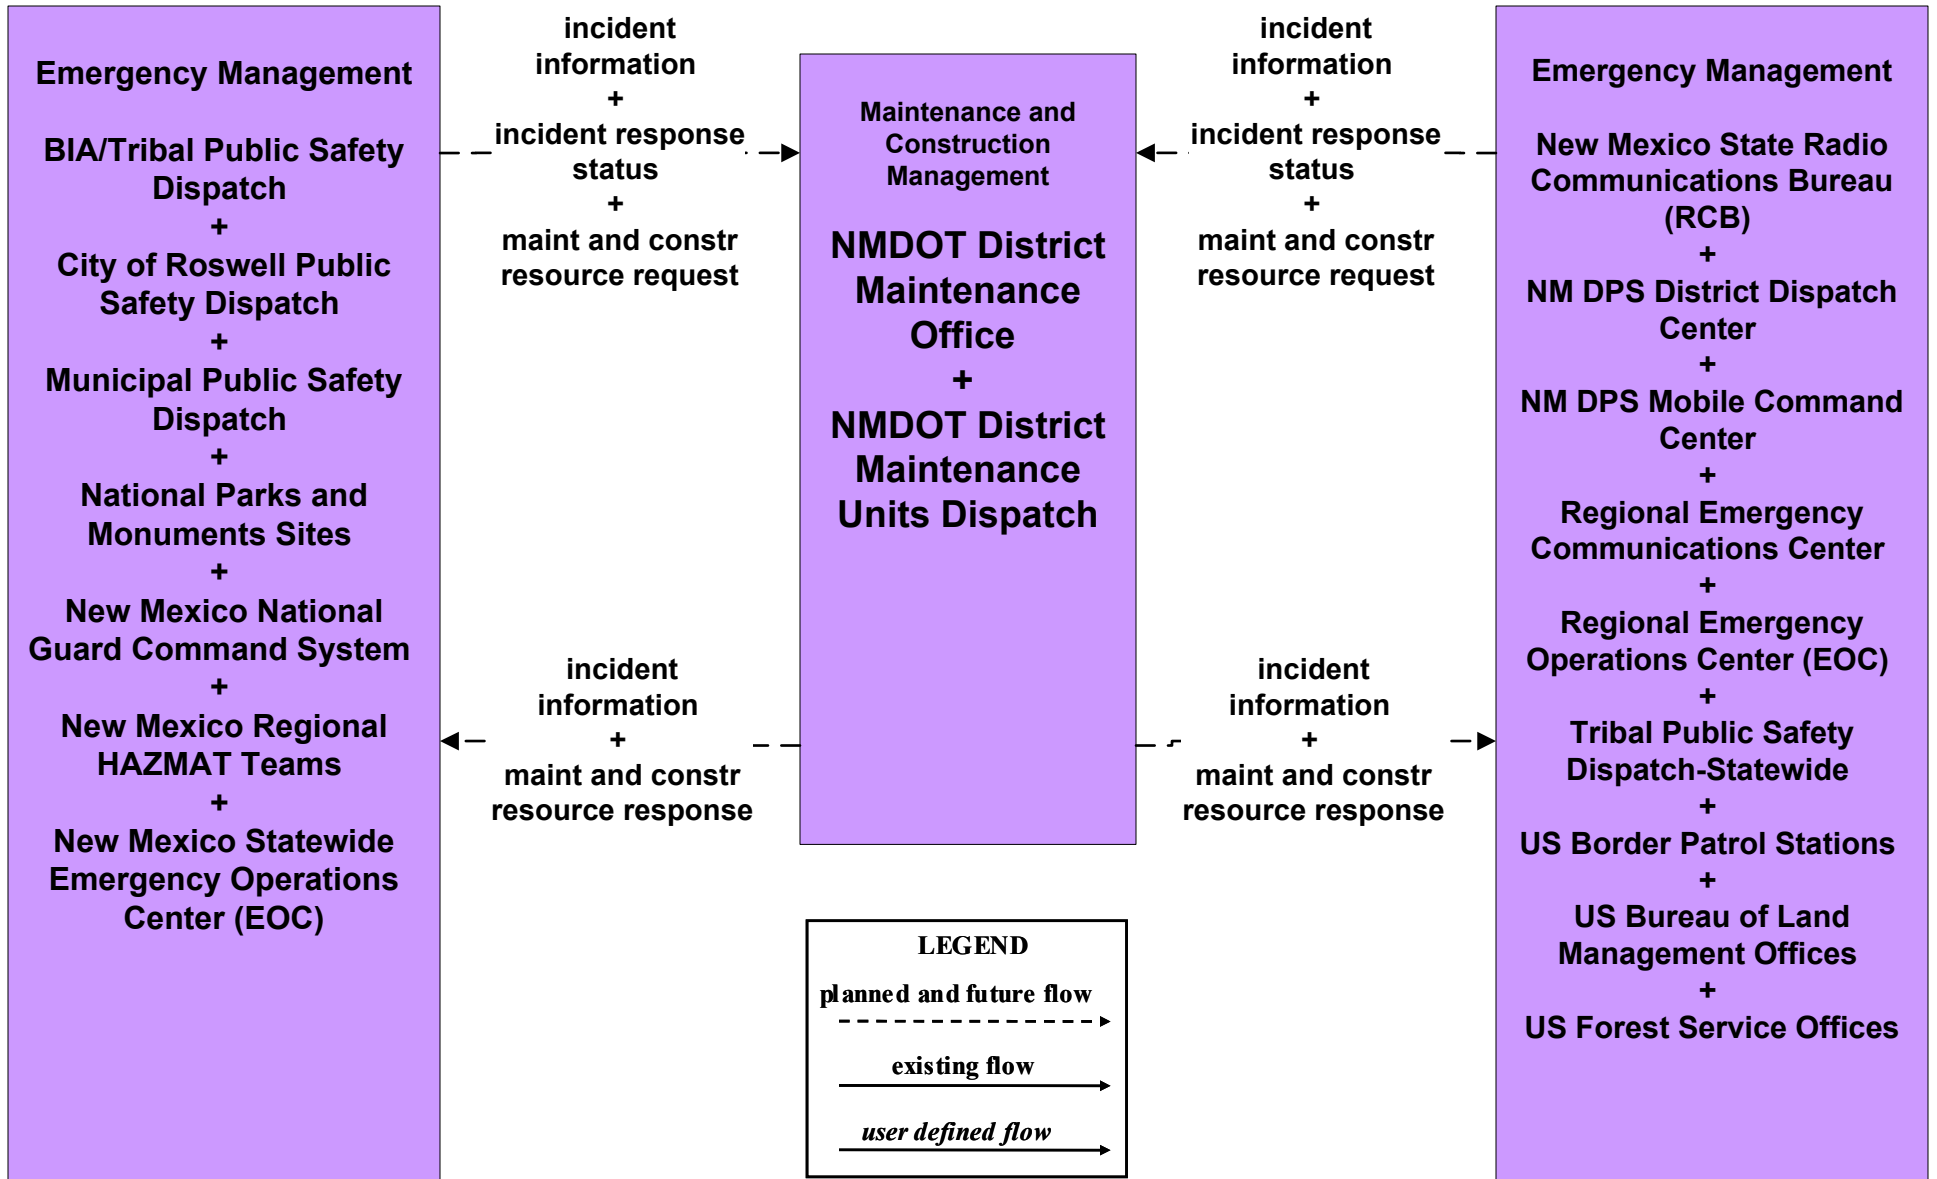 Emergency Management
BIA/Tribal Public Safety
Dispatch
+
City of Roswell Public
Safety Dispatch
+
Municipal Public Safety
Dispatch
+
National Parks and
Monuments Sites
+
New Mexico National
Guard Command System
+
New Mexico Regional
HAZMAT Teams
+
New Mexico Statewide
Emergency Operations
Center (EOC)
incident
information
+
incident response
status
+
maint and constr
resource request
incident
information
+
maint and constr
resource response
Maintenance and
Construction
Management
NMDOT District
Maintenance
Office
+
NMDOT District
Maintenance
Units Dispatch
incident
information
+
incident response
status
+
maint and constr
resource request
incident
information
+
maint and constr
resource response
Emergency Management
New Mexico State Radio
Communications Bureau
(RCB)
+
NM DPS District Dispatch
Center
+
NM DPS Mobile Command
Center
+
Regional Emergency
Communications Center
+
Regional Emergency
Operations Center (EOC)
+
Tribal Public Safety
Dispatch-Statewide
+
US Border Patrol Stations
+
US Bureau of Land
Management Offices
+
US Forest Service Offices
LEGEND
planned and future flow
existing flow
user defined flow